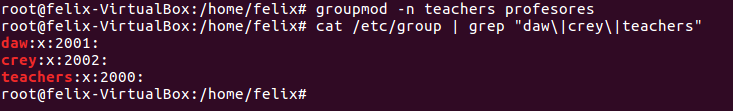 root@felix-VirtualBox:/home/felix# groupmod -n teachers profesores
root@felix-VirtualBox:/home/felix# cat /etc/group | grep "daw\|crey\|teachers"
daw:x:2001:
crey:x:2002:
teachers:x:2000:
root@felix-VirtualBox:/home/felix#